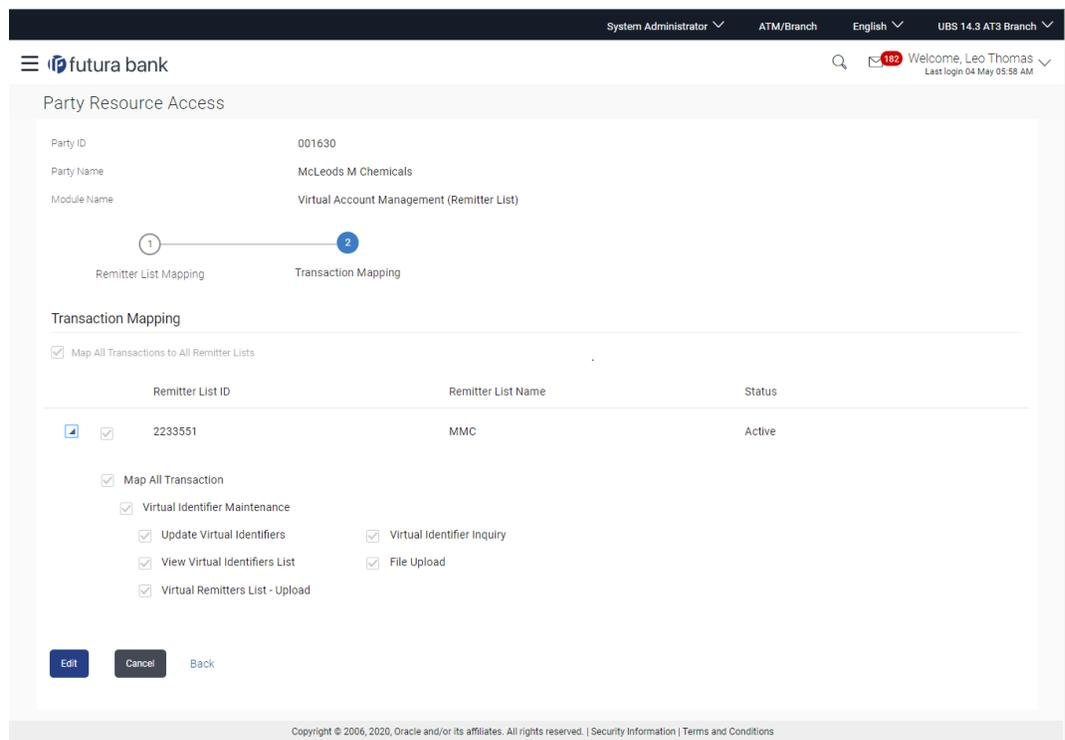 System Administrator ATM/Branch English UBS 14.3 AT3 Branch
futura bank 182 Welcome, Leo Thomas
Last login 04 May 05:58 AM
Party Resource Access
Party ID 001630
Party Name McLeods M Chemicals
Module Name Virtual Account Management (Remitter List)
1 2
Remitter List Mapping Transaction Mapping
Transaction Mapping
Map All Transactions to All Remitter Lists
Remitter List ID Remitter List Name Status
2233551 MMC Active
Map All Transaction
Virtual Identifier Maintenance
Update Virtual Identifiers Virtual Identifier Inquiry
View Virtual Identifiers List File Upload
Virtual Remitters List - Upload
Edit Cancel Back
Copyright © 2006, 2020, Oracle and/or its affiliates. All rights reserved. | Security Information | Terms and Conditions